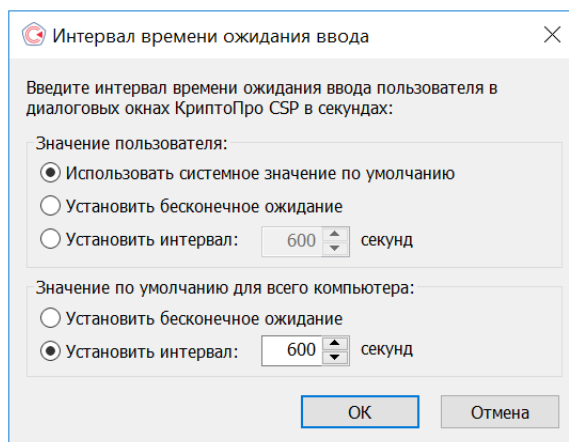 Интервал времени ожидания ввода
Введите интервал времени ожидания ввода пользователя в
диалоговых окнах КриптоПро CSP в секундах:
Значение пользователя:
Использовать системное значение по умолчанию
Установить бесконечное ожидание
Установить интервал: 600 секунд
Значение по умолчанию для всего компьютера:
Установить бесконечное ожидание
Установить интервал: 600 секунд
ОК Отмена